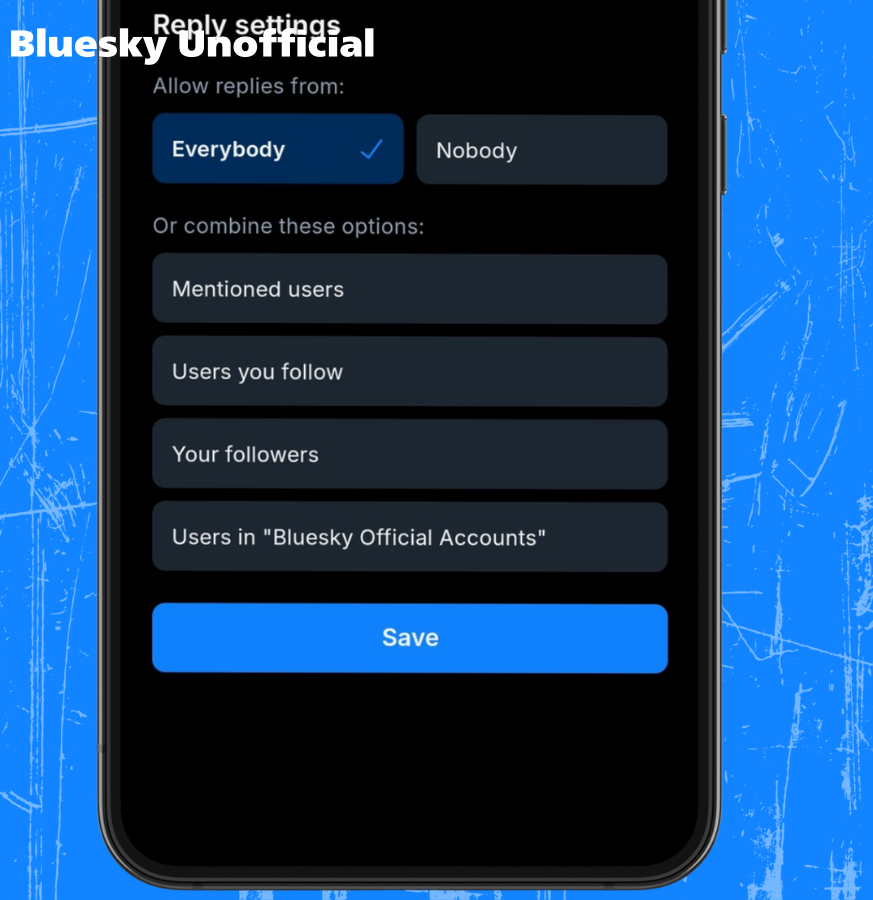 Reply settings
Bluesky Unofficial
Allow replies from:
Everybody
Nobody
Or combine these options:
Mentioned users
Users you follow
Your followers
Users in "Bluesky Official Accounts"
Save